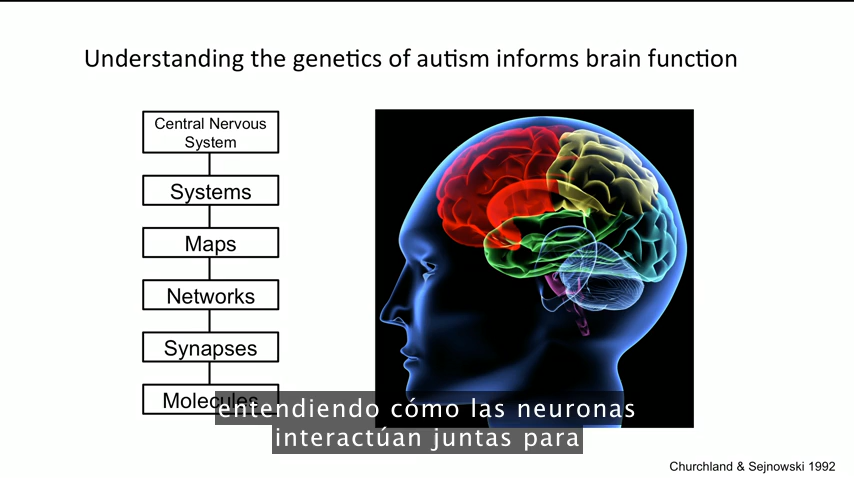 Understanding the genetics of autism informs brain function
Central Nervous
System
Systems
Maps
Networks
Synapses
Molecules
entendiendo cómo las neuronas
interactúan juntas para
Churchland & Sejnowski 1992